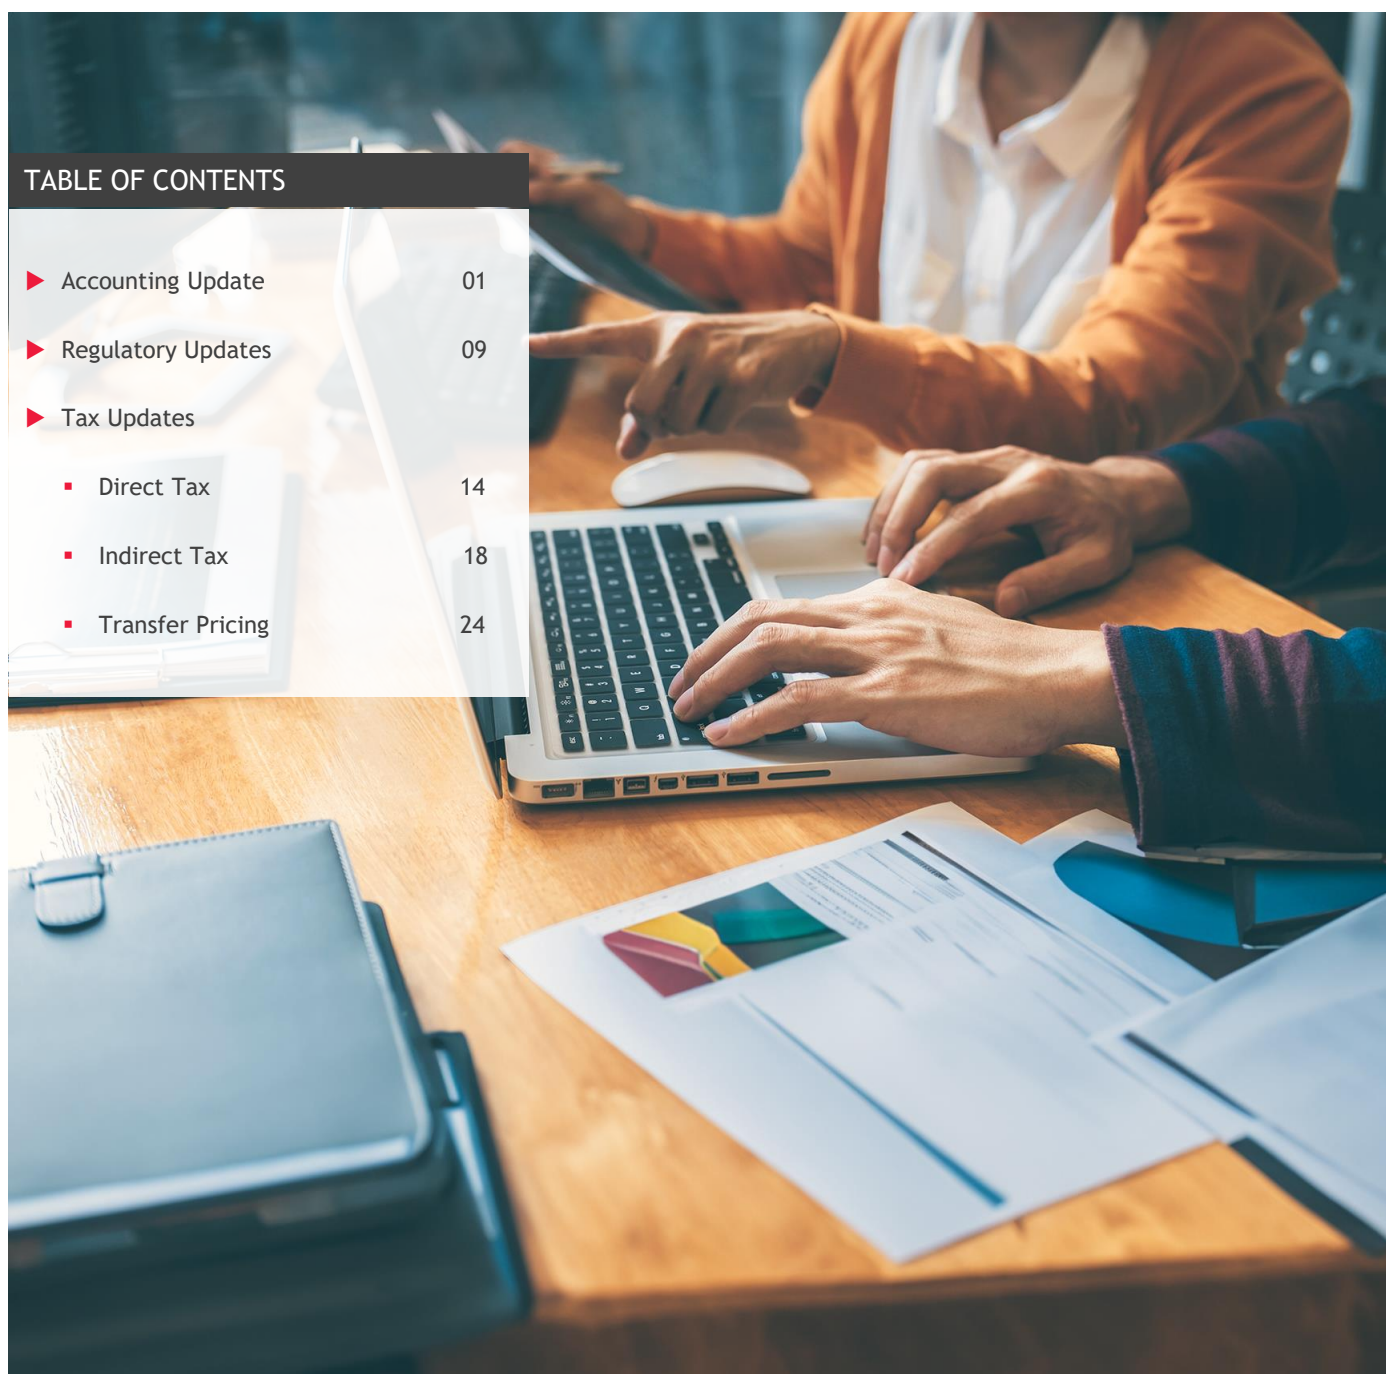 TABLE OF CONTENTS
Accounting Update 01
Regulatory Updates 09
Tax Updates
Direct Tax 14
Indirect Tax 18
Transfer Pricing 24